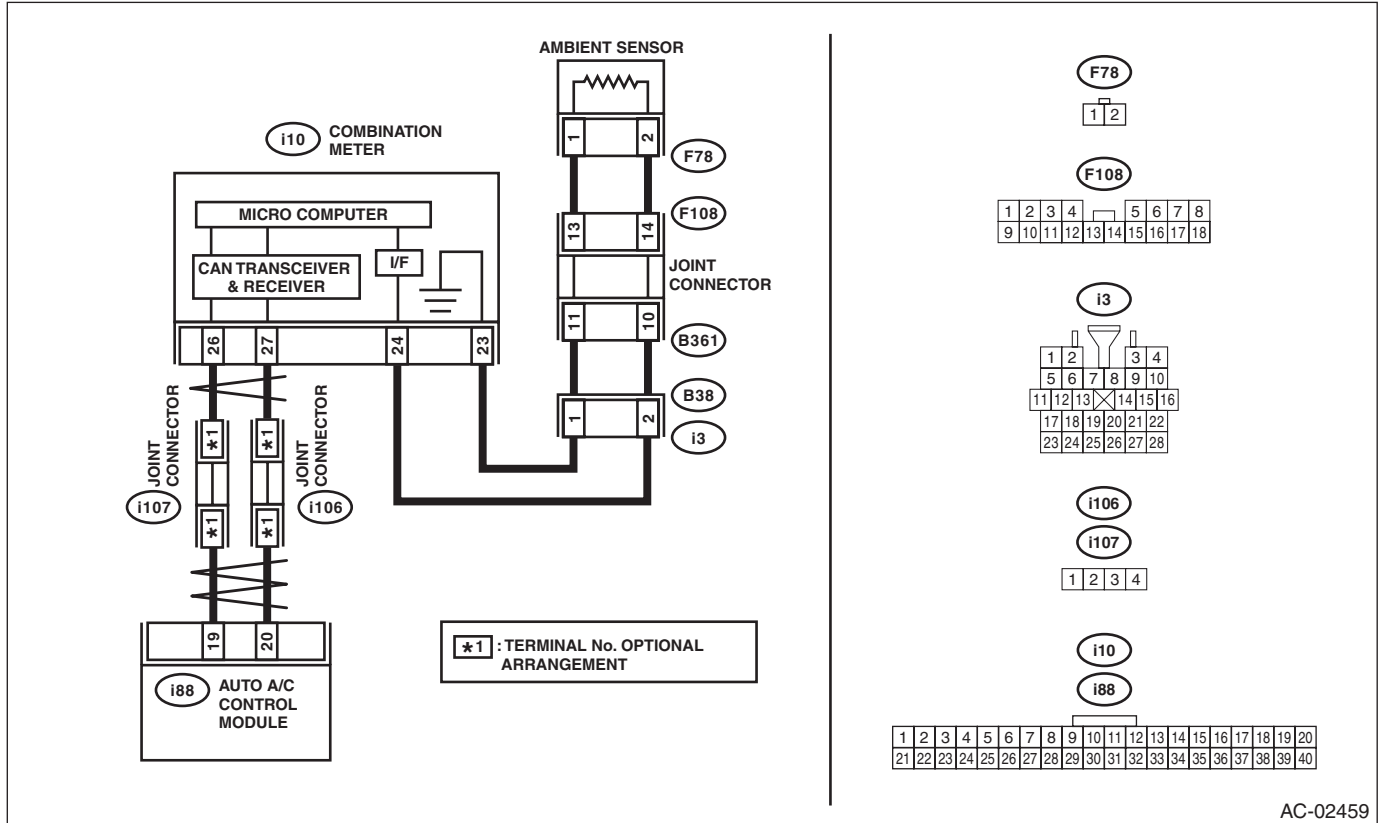 AMBIENT SENSOR
1 2
F78
F108
13 14
JOINT
CONNECTOR
11 10
B361
B38
1 2
i3
i10 COMBINATION
METER
MICRO COMPUTER
CAN TRANSCEIVER
& RECEIVER
I/F
26 27 24 23
JOINT
CONNECTOR
i107
*1
*1
JOINT
CONNECTOR
i106
*1
*1
19 20
i88 AUTO A/C
CONTROL
MODULE
*1 : TERMINAL No. OPTIONAL
ARRANGEMENT
F78
1 2
F108
1 2 3 4 5 6 7 8
9 10 11 12 13 14 15 16 17 18
i3
1 2 3 4
5 6 7 8 9 10
11 12 13 14 15 16
17 18 19 20 21 22
23 24 25 26 27 28
i106
i107
1 2 3 4
i10
i88
1 2 3 4 5 6 7 8 9 10 11 12 13 14 15 16 17 18 19 20
21 22 23 24 25 26 27 28 29 30 31 32 33 34 35 36 37 38 39 40
AC-02459